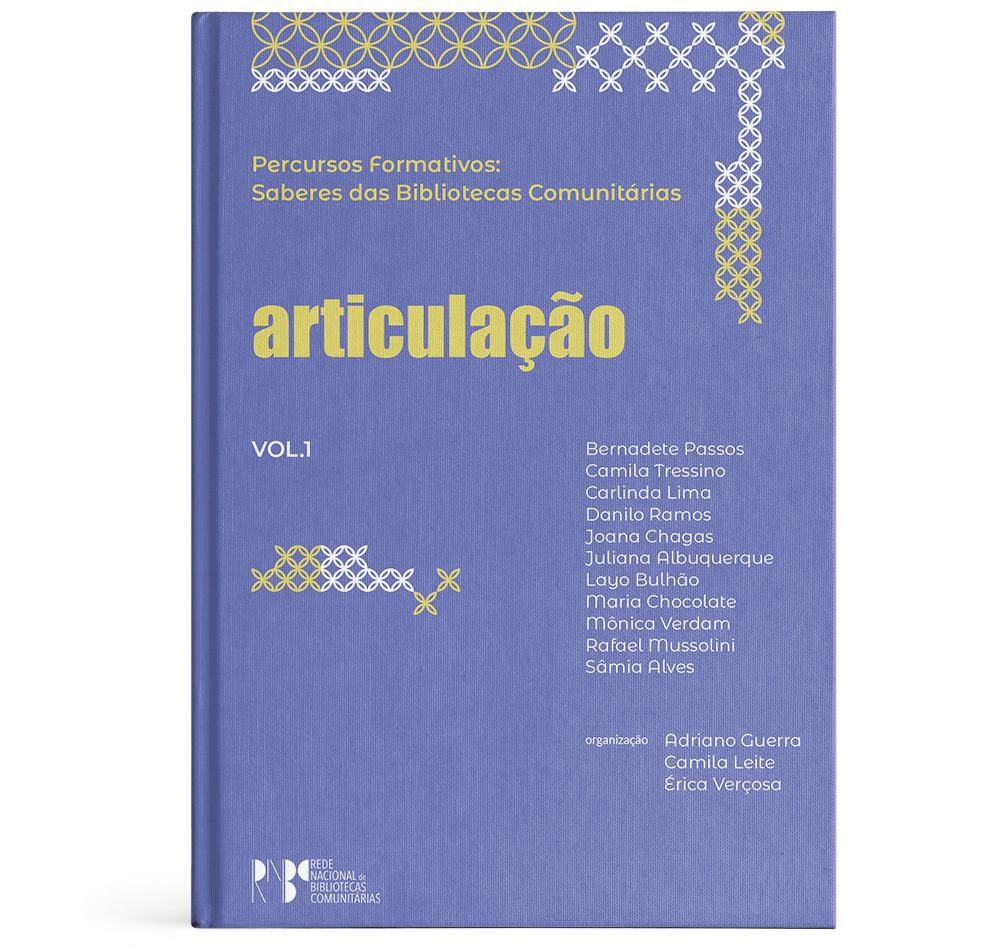 Percursos Formativos:
Saberes das Bibliotecas Comunitárias
articulação
VOL.1
Bernadete Passos
Camila Tressino
Carlinda Lima
Danilo Ramos
Joana Chagas
Juliana Albuquerque
Layo Bulhão
Maria Chocolate
Mônica Verdam
Rafael Mussolini
Sâmia Alves
organização Adriano Guerra
Camila Leite
Érica Verçosa
RNBC
REDE
NACIONAL de
BIBLIOTECAS
COMUNITÁRIAS